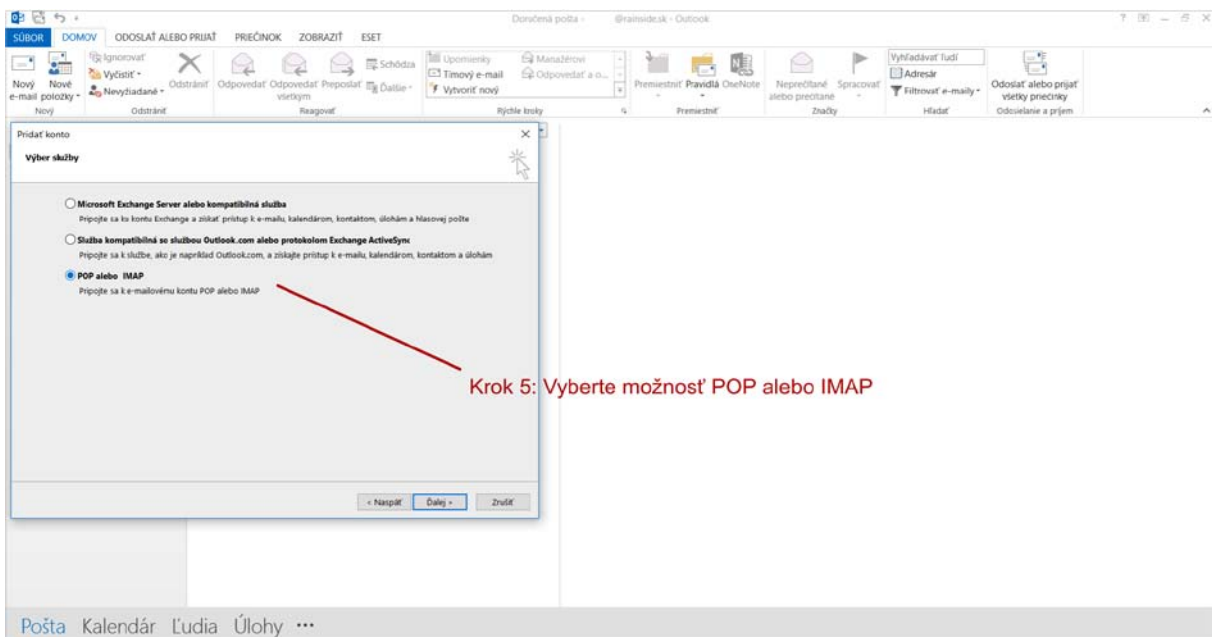 Doručená pošta - @rainside.sk - Outlook
SÚBOR DOMOV ODOSLAŤ ALEBO PRIJAŤ PRIEČINOK ZOBRAZIŤ ESET
Nový e-mail
Nové položky
Ignorovať
Vyčistiť
Nevyžiadané
Odstrániť
Odpovedať
Odpovedať všetkým
Preposlať
Schôdza
Ďalšie
Upomienky
Tímový e-mail
Vytvoriť nový
Manažérovi
Odpovedať a o...
Premiestniť
Pravidlá
OneNote
Neprečítané alebo prečítané
Spracovať
Vyhľadávať ľudí
Adresár
Filtrovať e-maily
Odoslať alebo prijať všetky priečinky
Nový Odstrániť Reagovať Rýchle kroky Premiestniť Značky Hľadať Odosielanie a príjem
Pridať konto
Výber služby
Microsoft Exchange Server alebo kompatibilná služba
Pripojte sa ku kontu Exchange a získať prístup k e-mailu, kalendárom, kontaktom, úlohám a hlasovej pošte
Služba kompatibilná so službou Outlook.com alebo protokolom Exchange ActiveSync
Pripojte sa k službe, ako je napríklad Outlook.com, a získajte prístup k e-mailu, kalendárom, kontaktom a úlohám
POP alebo IMAP
Pripojte sa k e-mailovému kontu POP alebo IMAP
Krok 5: Vyberte možnosť POP alebo IMAP
< Naspäť Ďalej > Zrušiť
Pošta Kalendár Ľudia Úlohy •••